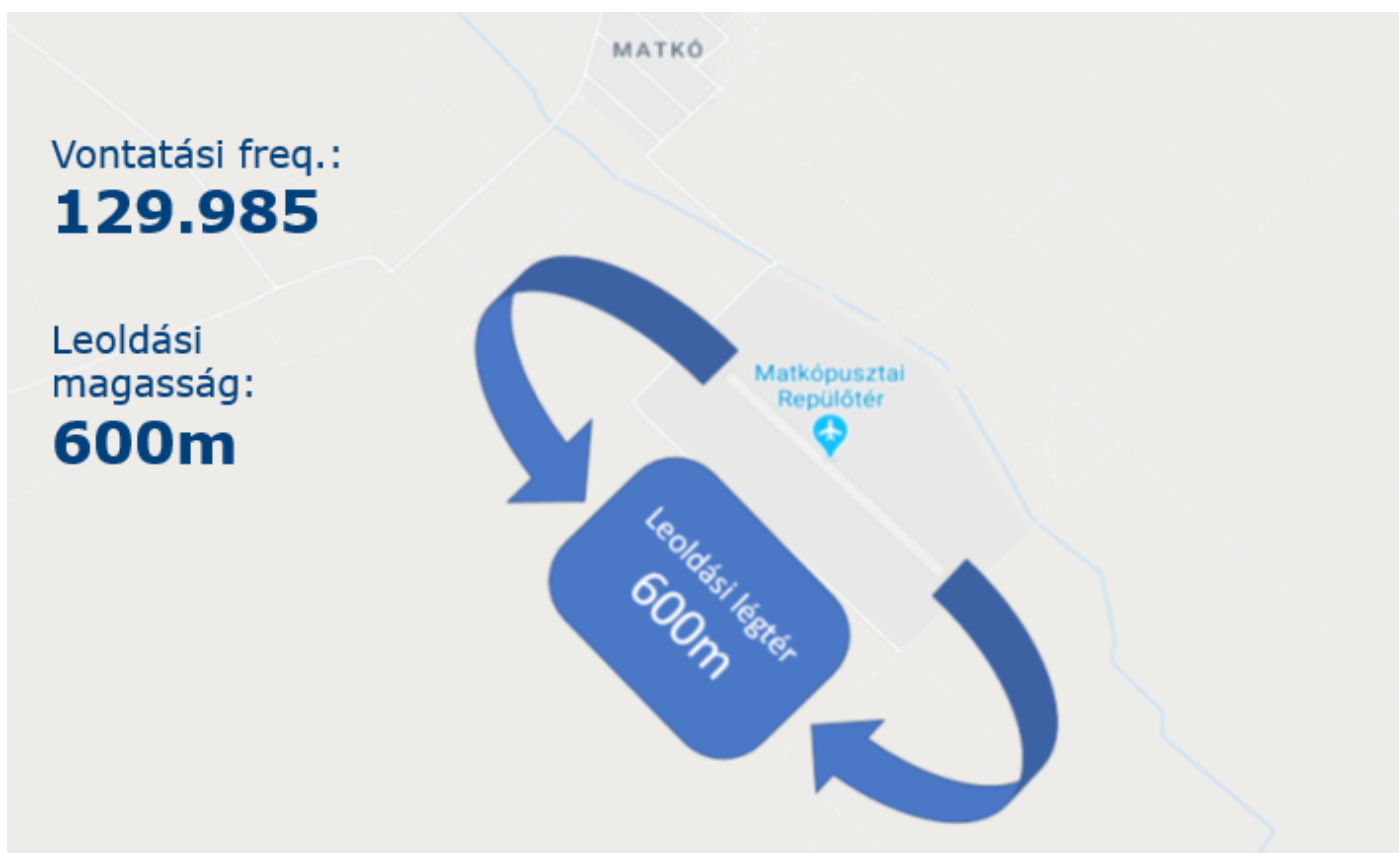 MATKÓ
Vontatási freq.:
129.985
Leoldási
magasság:
600m
Matkópusztai
Repülőtér
Leoldási légtér
600m